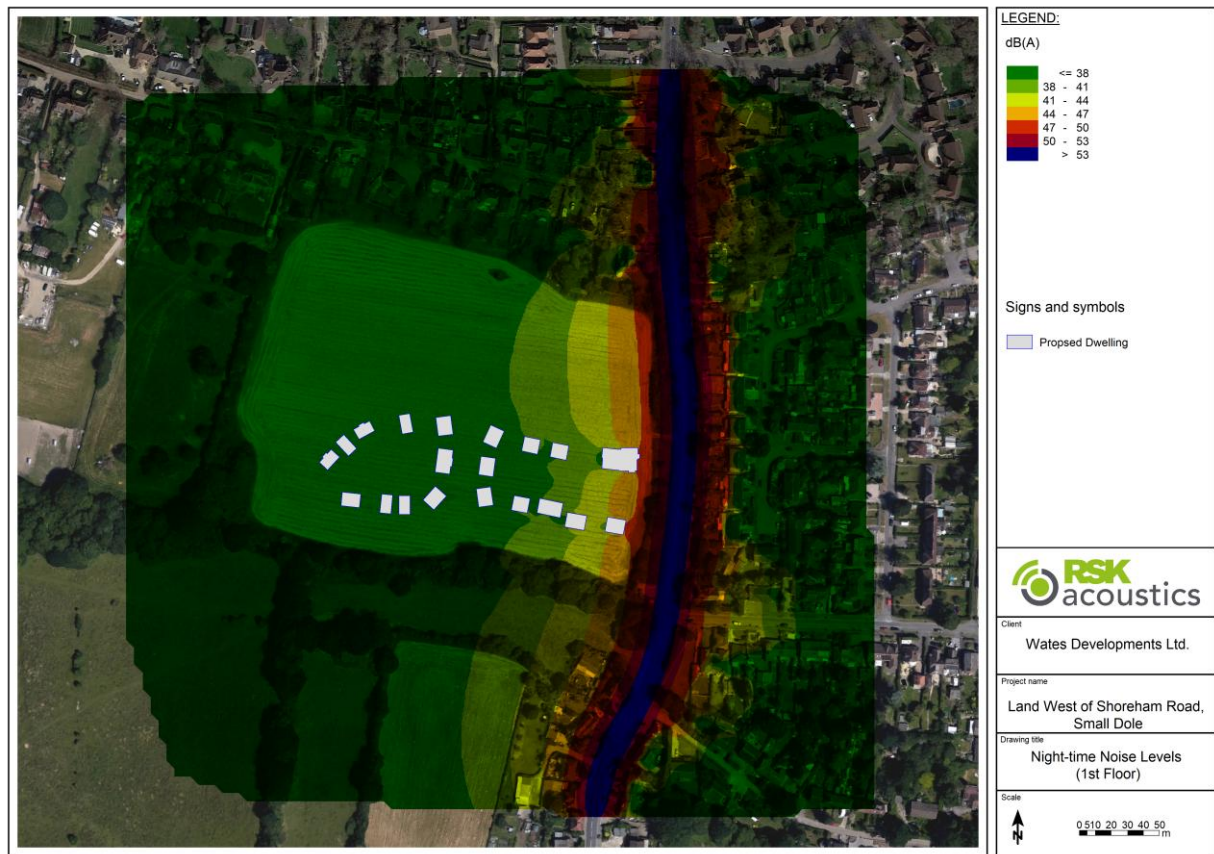 LEGEND:
dB(A)
<= 38
38 - 41
41 - 44
44 - 47
47 - 50
50 - 53
> 53
Signs and symbols
Propsed Dwelling
RSK
acoustics
Client
Wates Developments Ltd.
Project name
Land West of Shoreham Road,
Small Dole
Drawing title
Night-time Noise Levels
(1st Floor)
Scale
N
0 510 20 30 40 50
m